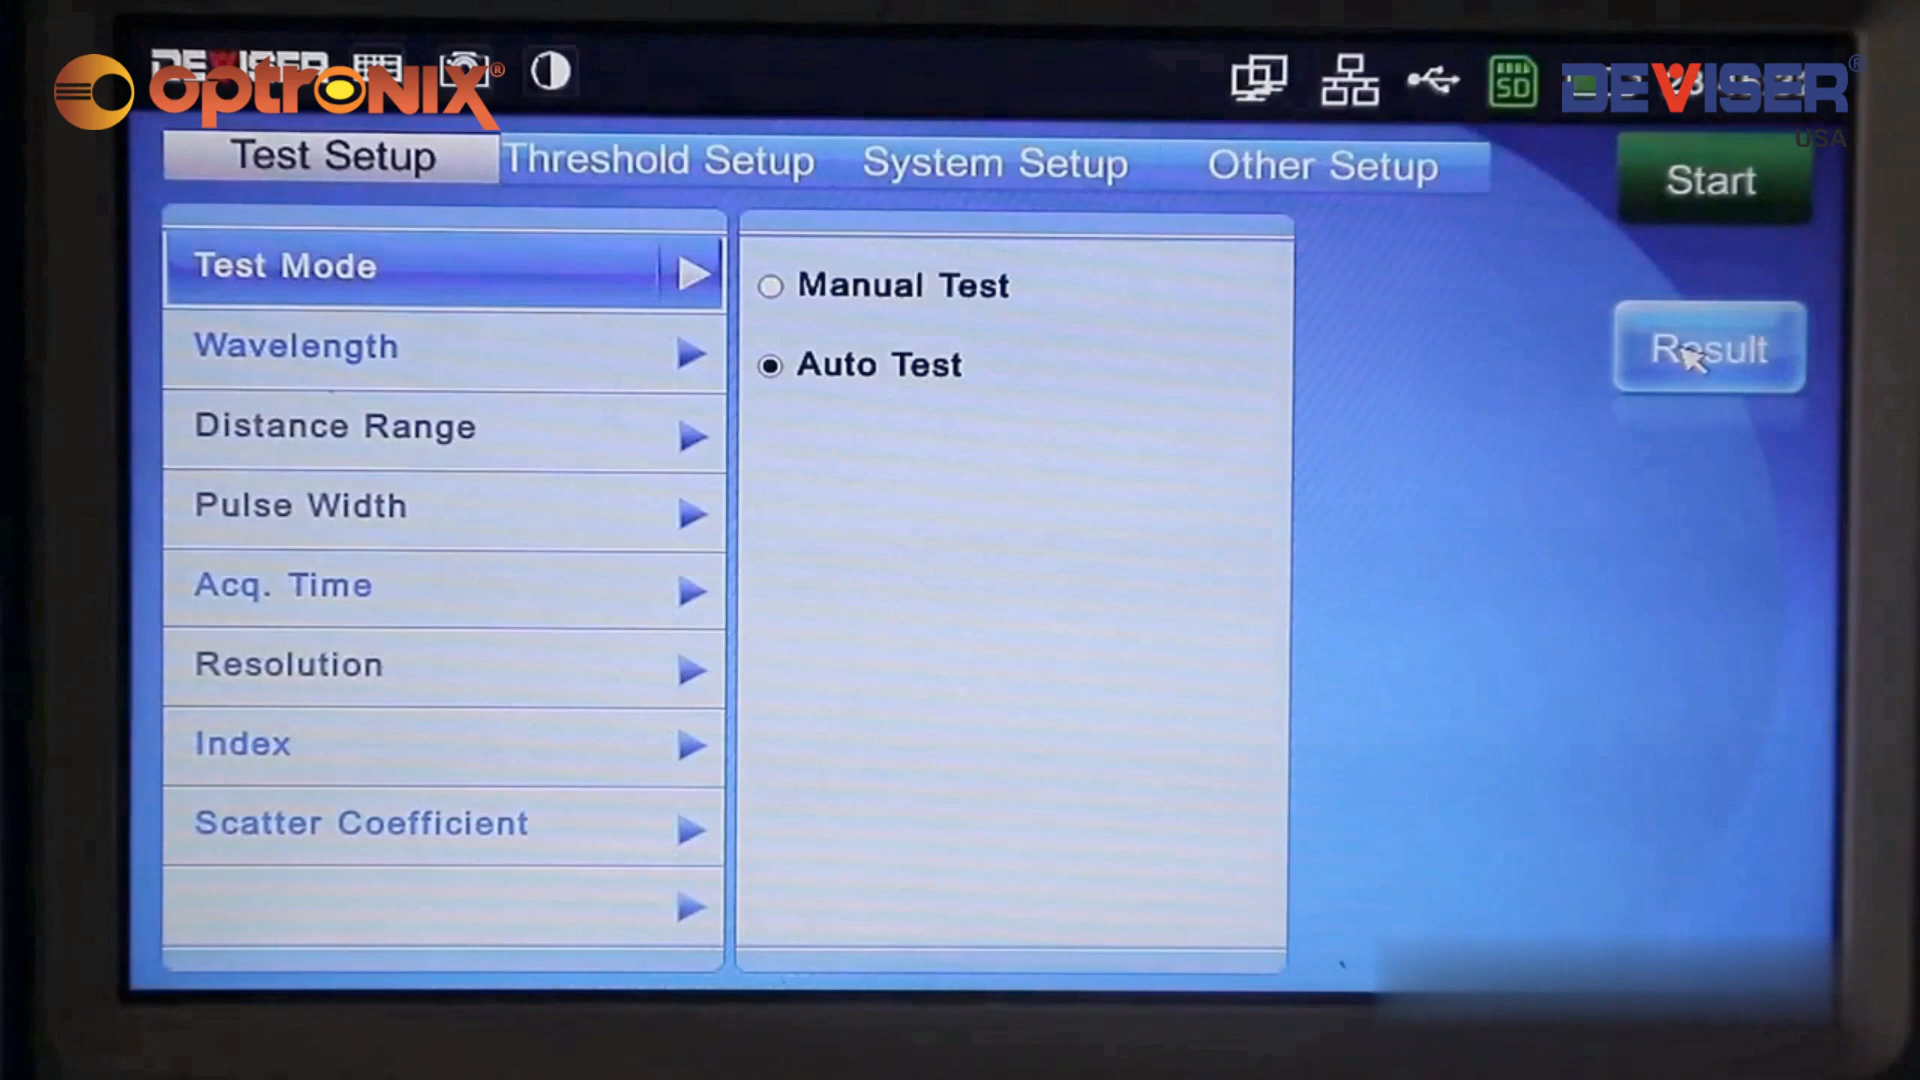 DEVISER
optronix®
SD
DEVISER®
USA
Test Setup
Threshold Setup
System Setup
Other Setup
Start
Test Mode
Manual Test
Result
Wavelength
Auto Test
Distance Range
Pulse Width
Acq. Time
Resolution
Index
Scatter Coefficient